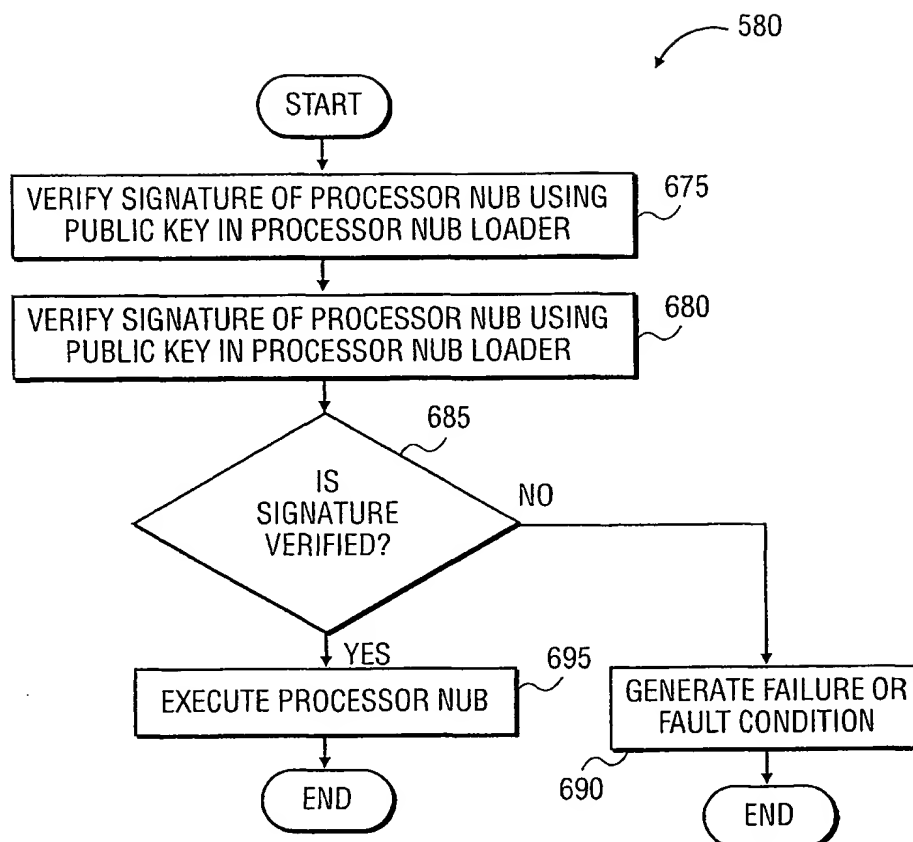 580
START
VERIFY SIGNATURE OF PROCESSOR NUB USING
PUBLIC KEY IN PROCESSOR NUB LOADER
675
VERIFY SIGNATURE OF PROCESSOR NUB USING
PUBLIC KEY IN PROCESSOR NUB LOADER
680
685
IS
SIGNATURE
VERIFIED?
NO
YES
EXECUTE PROCESSOR NUB
695
GENERATE FAILURE OR
FAULT CONDITION
690
END
END